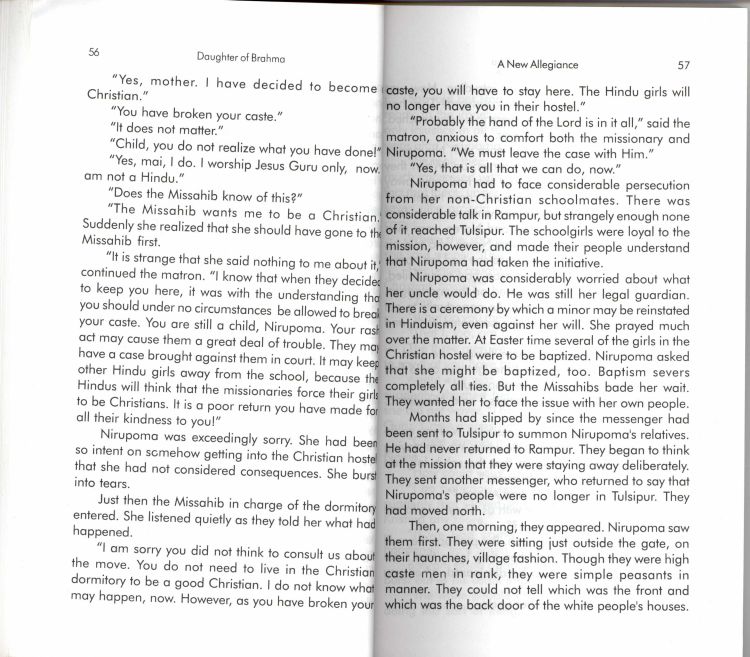 56
Daughter of Brahma
"Yes, mother. I have decided to become
Christian."
"You have broken your caste."
"It does not matter."
"Child, you do not realize what you have done!"
"Yes, mai, I do. I worship Jesus Guru only, now.
am not a Hindu."
"Does the Missahib know of this?"
"The Missahib wants me to be a Christian.
Suddenly she realized that she should have gone to
Missahib first.
"It is strange that she said nothing to me about it,
continued the matron. "I know that when they
to keep you here, it was with the understanding
you should under no circumstances be allowed to
your caste. You are still a child, Nirupoma. Your
act may cause them a great deal of trouble. They
have a case brought against them in court. It may keep
other Hindu girls away from the school, because
Hindus will think that the missionaries force their
to be Christians. It is a poor return you have made
all their kindness to you!"
Nirupoma was exceedingly sorry. She had been
so intent on somehow getting into the Christian
that she had not considered consequences. She burst
into tears.
Just then the Missahib in charge of the dormitory
entered. She listened quietly as they told her what had
happened.
"I am sorry you did not think to consult us about
the move. You do not need to live in the Christian
dormitory to be a good Christian. I do not know what
may happen, now. However, as you have broken your
A New Allegiance
57
caste, you will have to stay here. The Hindu girls will
no longer have you in their hostel."
"Probably the hand of the Lord is in it all," said the
matron, anxious to comfort both the missionary and
Nirupoma. "We must leave the case with Him."
"Yes, that is all that we can do, now."
Nirupoma had to face considerable persecution
from her non-Christian schoolmates. There was
considerable talk in Rampur, but strangely enough none
of it reached Tulsipur. The schoolgirls were loyal to the
mission, however, and made their people understand
that Nirupoma had taken the initiative.
Nirupoma was considerably worried about what
her uncle would do. He was still her legal guardian.
There is a ceremony by which a minor may be reinstated
in Hinduism, even against her will. She prayed much
over the matter. At Easter time several of the girls in the
Christian hostel were to be baptized. Nirupoma asked
that she might be baptized, too. Baptism severs
completely all ties. But the Missahibs bade her wait.
They wanted her to face the issue with her own people.
Months had slipped by since the messenger had
been sent to Tulsipur to summon Nirupoma's relatives.
He had never returned to Rampur. They began to think
at the mission that they were staying away deliberately.
They sent another messenger, who returned to say that
Nirupoma's people were no longer in Tulsipur. They
had moved north.
Then, one morning, they appeared. Nirupoma saw
them first. They were sitting just outside the gate, on
their haunches, village fashion. Though they were high
caste men in rank, they were simple peasants in
manner. They could not tell which was the front and
which was the back door of the white people's houses.